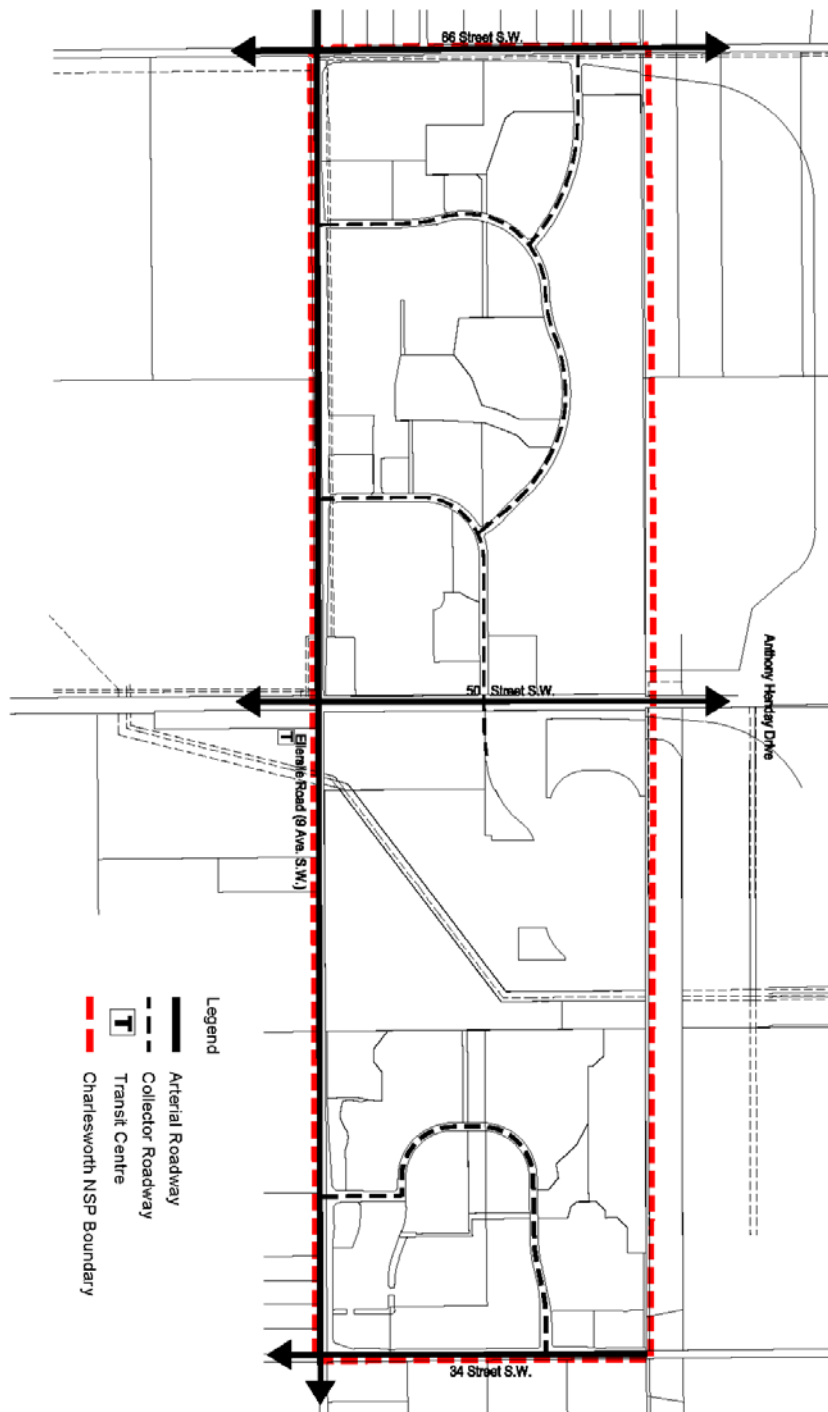 66 Street S.W.
Anthony Henday Drive
50 Street S.W.
T
Ellerslie Road (9 Ave. S.W.)
Legend
Arterial Roadway
Collector Roadway
T
Transit Centre
Charlesworth NSP Boundary
34 Street S.W.